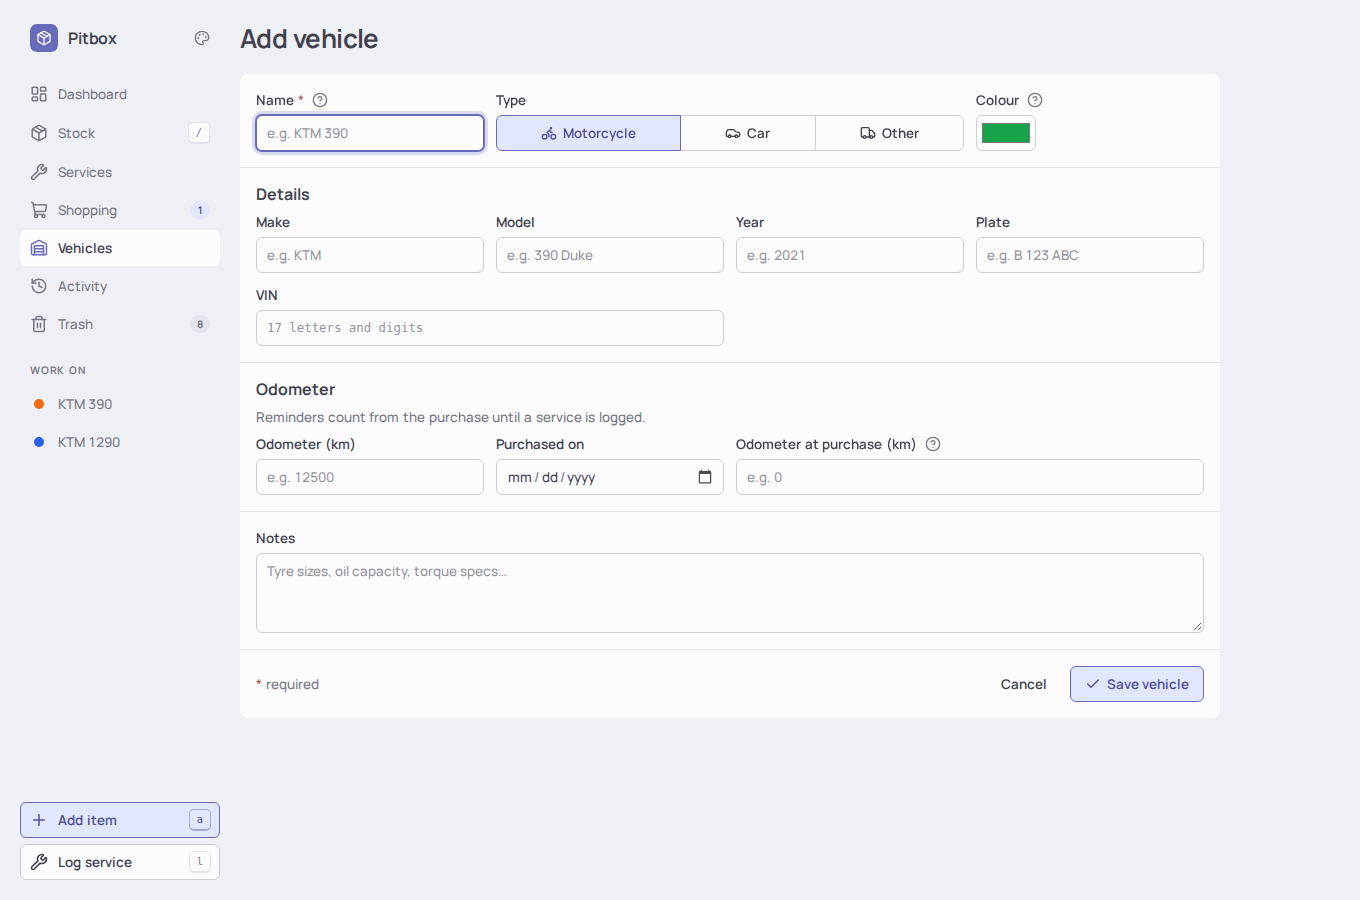 Pitbox
Dashboard
Stock /
Services
Shopping 1
Vehicles
Activity
Trash 8
WORK ON
KTM 390
KTM 1290
Add item a
Log service l
Add vehicle
Name * Type Colour
e.g. KTM 390 Motorcycle Car Other
Details
Make Model Year Plate
e.g. KTM e.g. 390 Duke e.g. 2021 e.g. B 123 ABC
VIN
17 letters and digits
Odometer
Reminders count from the purchase until a service is logged.
Odometer (km) Purchased on Odometer at purchase (km)
e.g. 12500 mm/dd/yyyy e.g. 0
Notes
Tyre sizes, oil capacity, torque specs…
* required Cancel Save vehicle